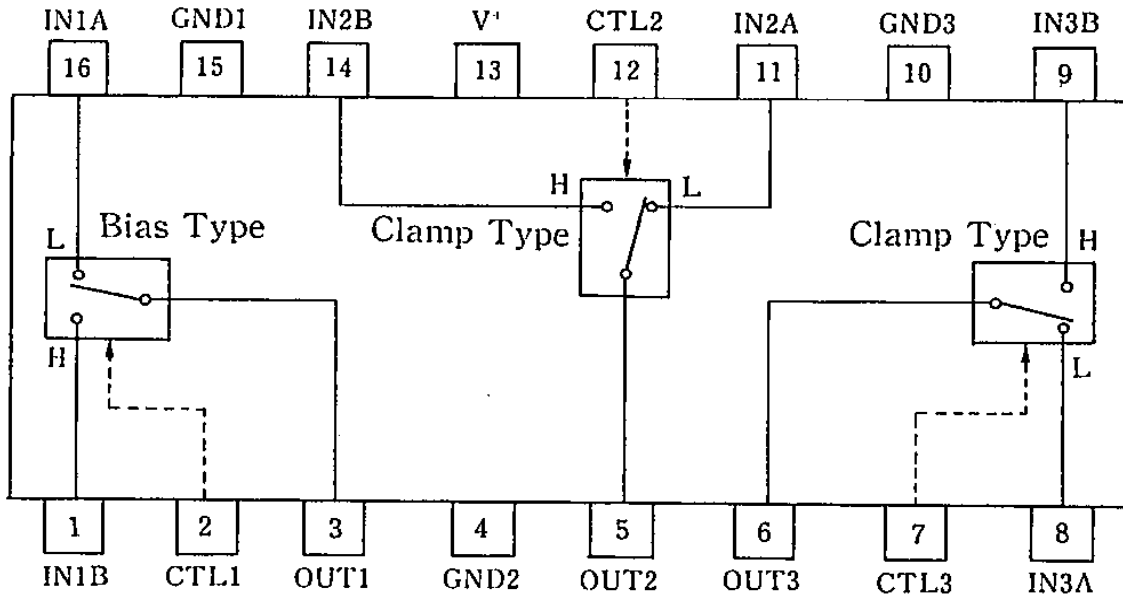 IN1A GND1 IN2B V⁺ CTL2 IN2A GND3 IN3B
16 15 14 13 12 11 10 9
H L
Bias Type Clamp Type Clamp Type
L H
H L
1 2 3 4 5 6 7 8
IN1B CTL1 OUT1 GND2 OUT2 OUT3 CTL3 IN3A